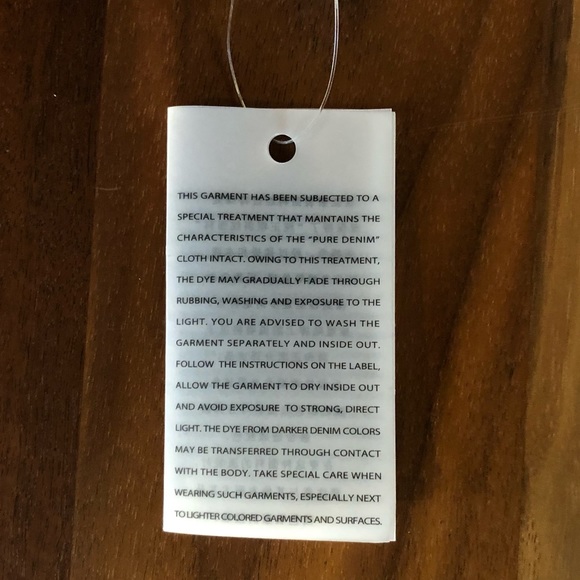 THIS GARMENT HAS BEEN SUBJECTED TO A
SPECIAL TREATMENT THAT MAINTAINS THE
CHARACTERISTICS OF THE "PURE DENIM"
CLOTH INTACT. OWING TO THIS TREATMENT,
THE DYE MAY GRADUALLY FADE THROUGH
RUBBING, WASHING AND EXPOSURE TO THE
LIGHT. YOU ARE ADVISED TO WASH THE
GARMENT SEPARATELY AND INSIDE OUT.
FOLLOW THE INSTRUCTIONS ON THE LABEL,
ALLOW THE GARMENT TO DRY INSIDE OUT
AND AVOID EXPOSURE TO STRONG, DIRECT
LIGHT. THE DYE FROM DARKER DENIM COLORS
MAY BE TRANSFERRED THROUGH CONTACT
WITH THE BODY. TAKE SPECIAL CARE WHEN
WEARING SUCH GARMENTS, ESPECIALLY NEXT
TO LIGHTER COLORED GARMENTS AND SURFACES.